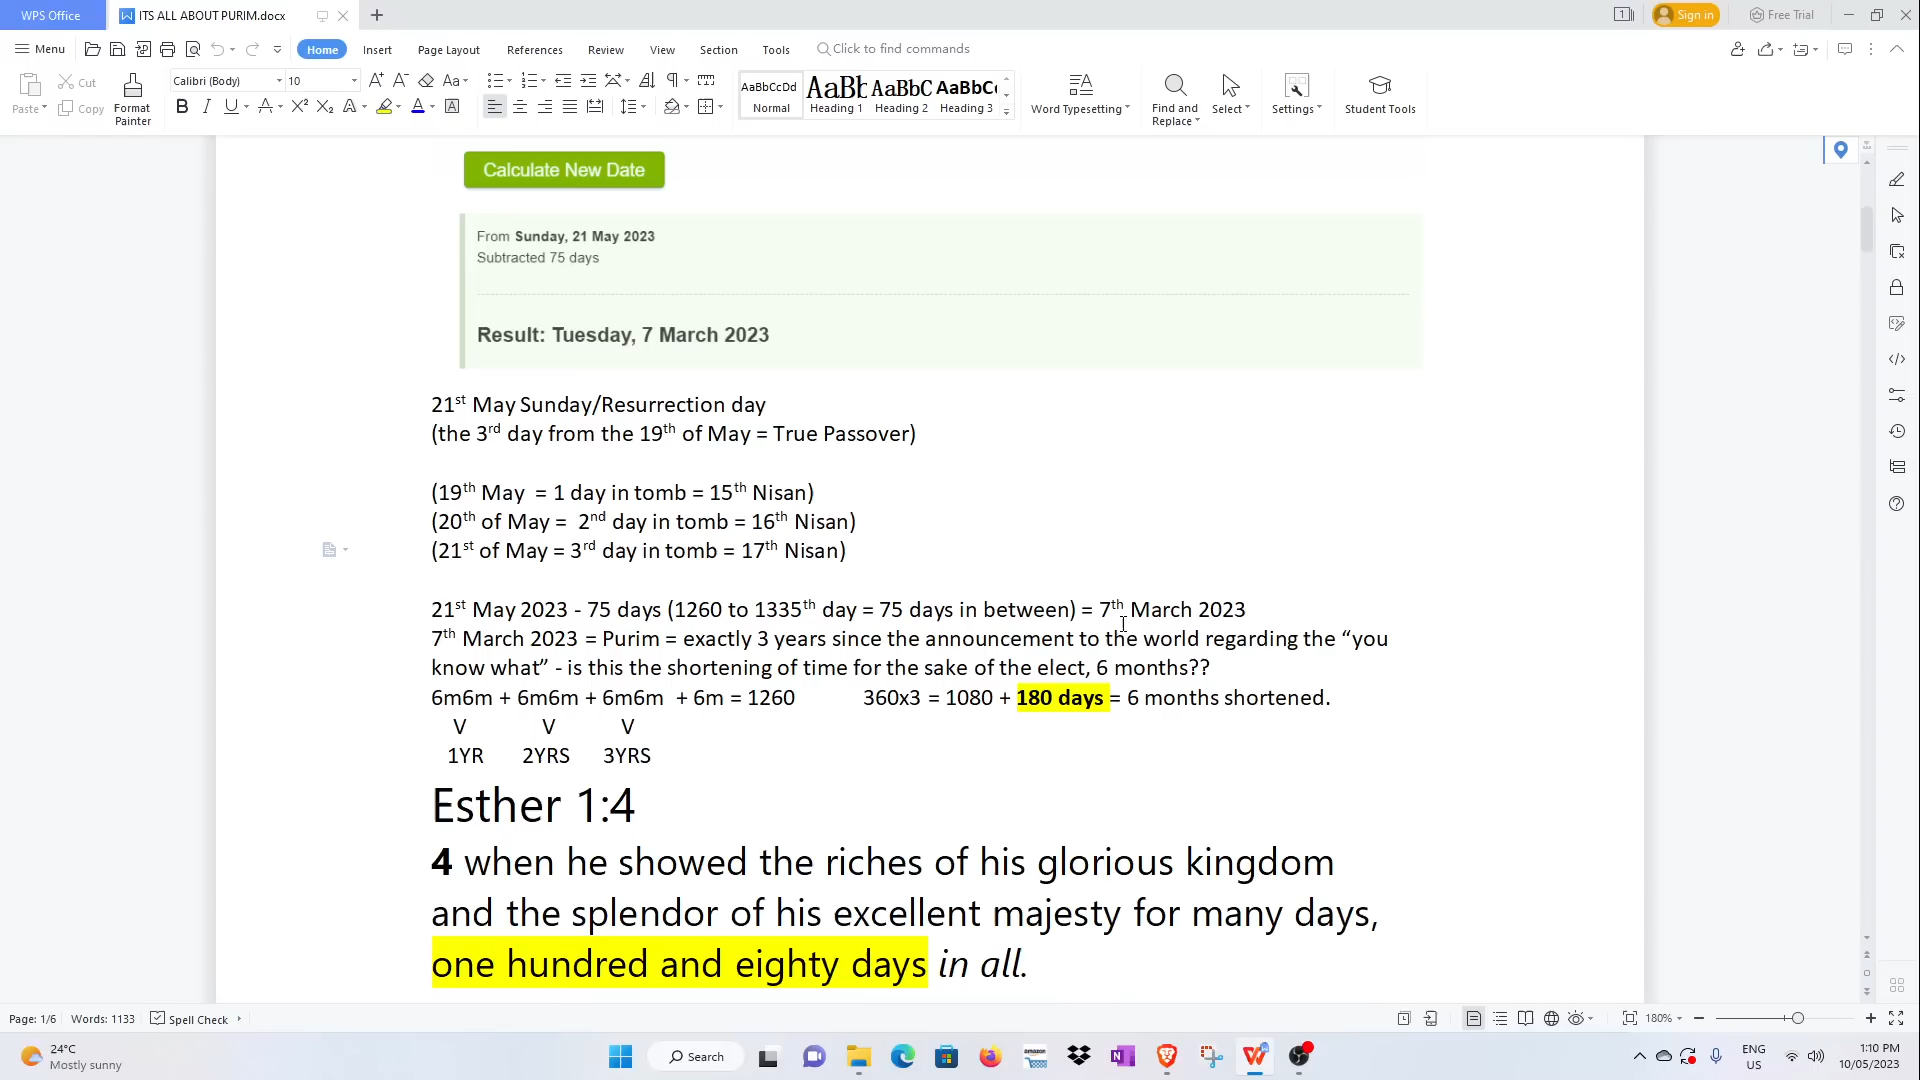 WPS Office
ITS ALL ABOUT PURIM.docx
Sign in
Free Trial
Menu
Home
Insert
Page Layout
References
Review
View
Section
Tools
Click to find commands
Paste
Cut
Copy
Format Painter
Calibri (Body)
10
AaBbCcDd
Normal
AaBb
Heading 1
AaBbC
Heading 2
AaBbC
Heading 3
Word Typesetting
Find and Replace
Select
Settings
Student Tools
Calculate New Date
From Sunday, 21 May 2023
Subtracted 75 days
Result: Tuesday, 7 March 2023
21st May Sunday/Resurrection day
(the 3rd day from the 19th of May = True Passover)
(19th May = 1 day in tomb = 15th Nisan)
(20th of May = 2nd day in tomb = 16th Nisan)
(21st of May = 3rd day in tomb = 17th Nisan)
21st May 2023 - 75 days (1260 to 1335th day = 75 days in between) = 7th March 2023
7th March 2023 = Purim = exactly 3 years since the announcement to the world regarding the “you
know what” - is this the shortening of time for the sake of the elect, 6 months??
6m6m + 6m6m + 6m6m + 6m = 1260 360x3 = 1080 + 180 days = 6 months shortened.
V V V
1YR 2YRS 3YRS
Esther 1:4
4 when he showed the riches of his glorious kingdom
and the splendor of his excellent majesty for many days,
one hundred and eighty days in all.
Page: 1/6 Words: 1133 Spell Check
180%
24°C
Mostly sunny
Search
ENG
US
1:10 PM
10/05/2023